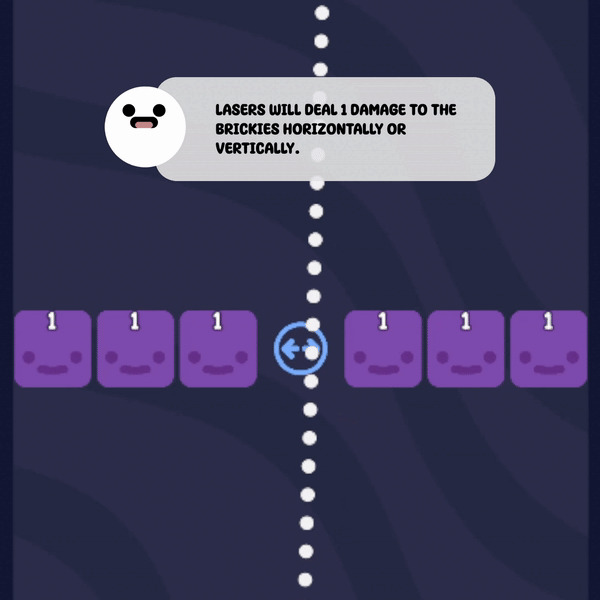 LASERS WILL DEAL 1 DAMAGE TO THE
BRICKIES HORIZONTALLY OR
VERTICALLY.
1 1 1 1 1 1